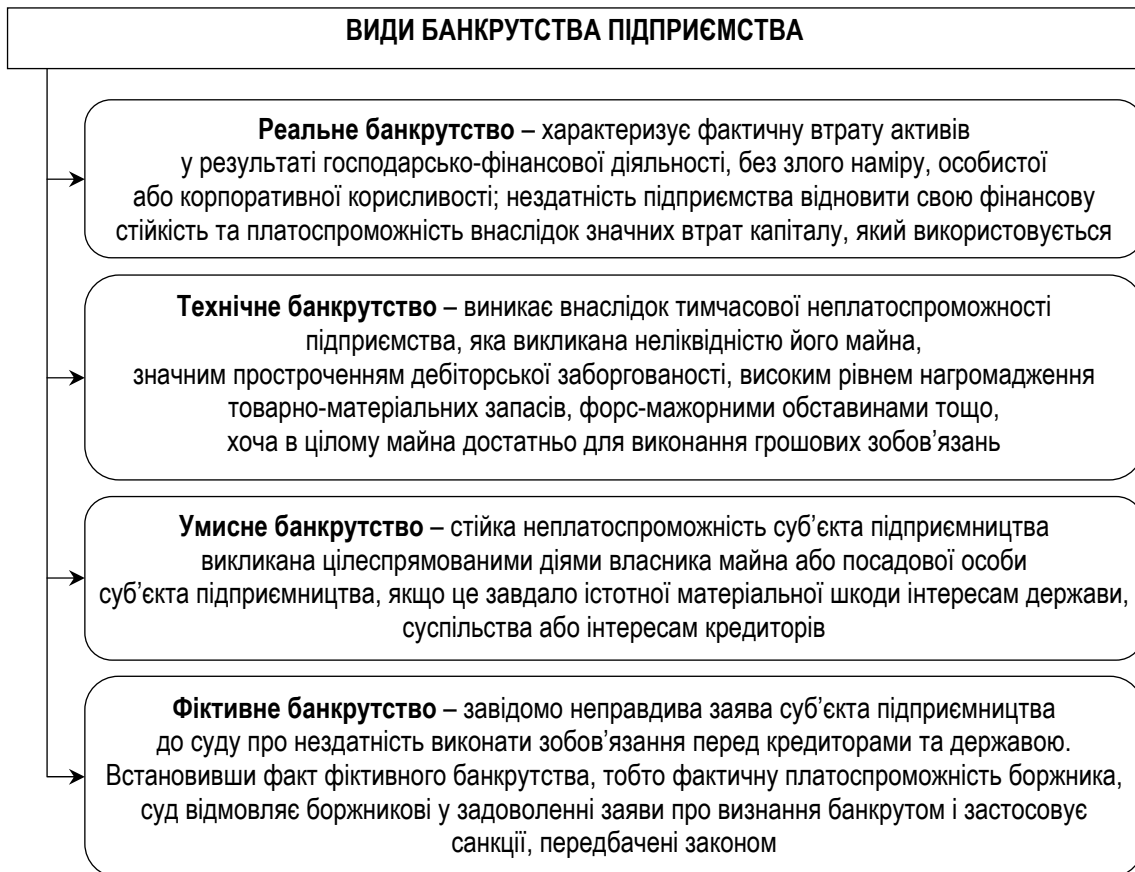 ВИДИ БАНКРУТСТВА ПІДПРИЄМСТВА
Реальне банкрутство – характеризує фактичну втрату активів
у результаті господарсько-фінансової діяльності, без злого наміру, особистої
або корпоративної корисливості; нездатність підприємства відновити свою фінансову
стійкість та платоспроможність внаслідок значних втрат капіталу, який використовується
Технічне банкрутство – виникає внаслідок тимчасової неплатоспроможності
підприємства, яка викликана неліквідністю його майна,
значним простроченням дебіторської заборгованості, високим рівнем нагромадження
товарно-матеріальних запасів, форс-мажорними обставинами тощо,
хоча в цілому майна достатньо для виконання грошових зобов’язань
Умисне банкрутство – стійка неплатоспроможність суб’єкта підприємництва
викликана цілеспрямованими діями власника майна або посадової особи
суб’єкта підприємництва, якщо це завдало істотної матеріальної шкоди інтересам держави,
суспільства або інтересам кредиторів
Фіктивне банкрутство – завідомо неправдива заява суб’єкта підприємництва
до суду про нездатність виконати зобов’язання перед кредиторами та державою.
Встановивши факт фіктивного банкрутства, тобто фактичну платоспроможність боржника,
суд відмовляє боржникові у задоволенні заяви про визнання банкрутом і застосовує
санкції, передбачені законом